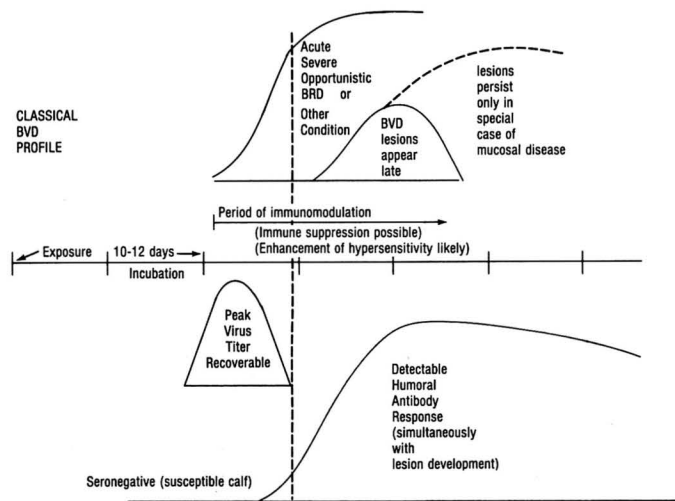 CLASSICAL
BVD
PROFILE
Acute
Severe
Opportunistic
BRD or
Other
Condition
BVD
lesions
appear
late
lesions
persist
only in
special
case of
mucosal disease
Period of immunomodulation
(Immune suppression possible)
(Enhancement of hypersensitivity likely)
Exposure
10-12 days
Incubation
Peak
Virus
Titer
Recoverable
Detectable
Humoral
Antibody
Response
(simultaneously
with
lesion development)
Seronegative (susceptible calf)